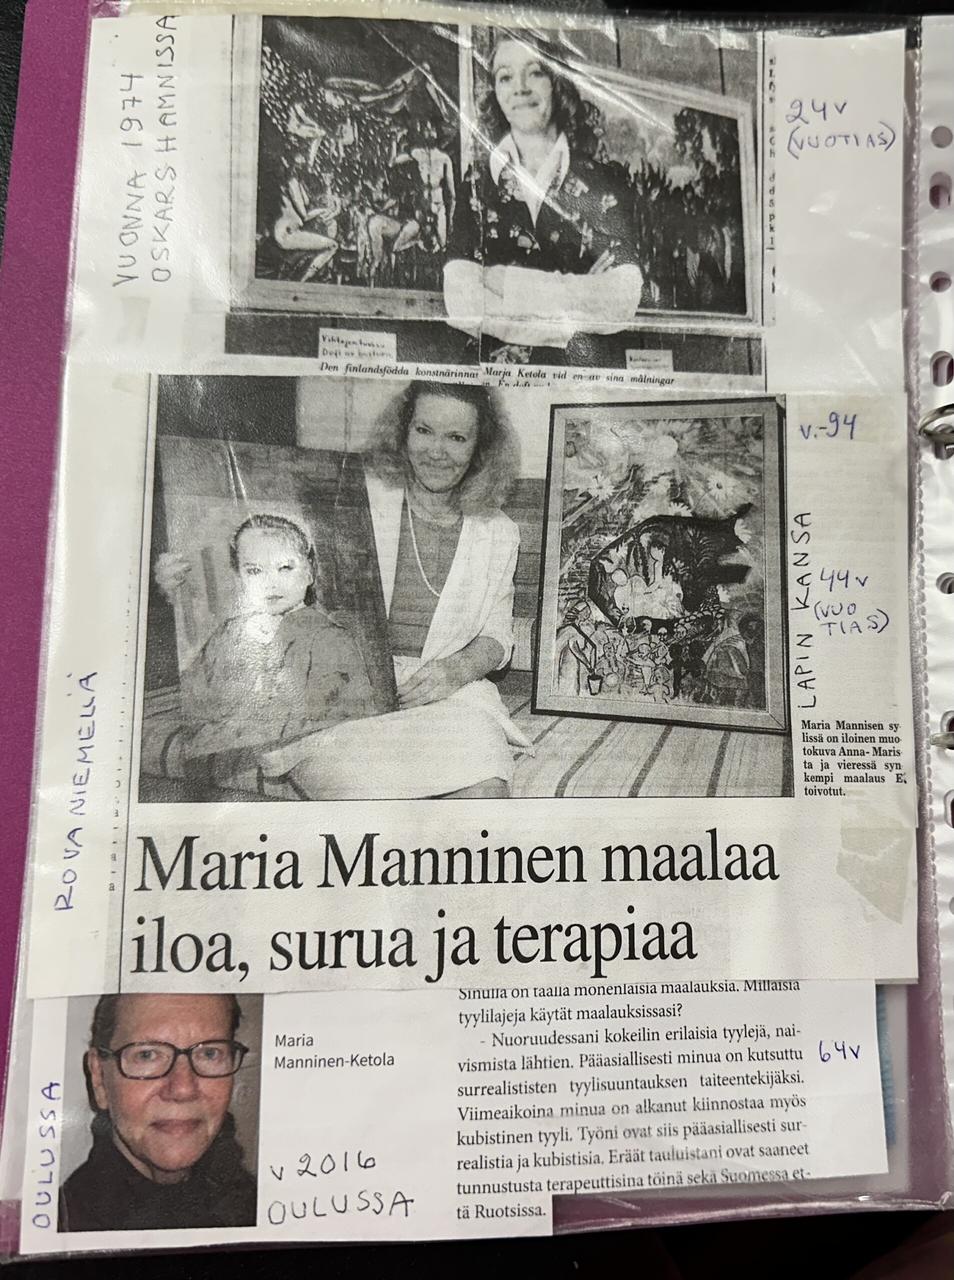 VUONNA 1974
OSKARSHAMNISSA
24v
(VUOTIAS)
Den finlandsfödda konstnärinnan Marja Ketola vid en av sina målningar
v.-94
LAPIN KANSA
44v
(VUO
TIAS)
ROVANIEMELLÄ
Maria Mannisen sy-
lissä on iloinen muo-
tokuva Anna-Maris-
ta ja vieressä syn-
kempi maalaus E
toivotut.
Maria Manninen maalaa
iloa, surua ja terapiaa
Maria
Manninen-Ketola
OULUSSA
v 2016
OULUSSA
Sinulla on täällä monenlaisia maalauksia. Millaisia
tyylilajeja käytät maalauksissasi?
- Nuoruudessani kokeilin erilaisia tyylejä, nai-
vismista lähtien. Pääasiallisesti minua on kutsuttu
surrealististen tyylisuuntauksen taiteentekijäksi.
Viimeaikoina minua on alkanut kiinnostaa myös
kubistinen tyyli. Työni ovat siis pääasiallisesti sur-
realistia ja kubistisia. Eräät tauluistani ovat saaneet
tunnustusta terapeuttisina töinä sekä Suomessa et-
tä Ruotsissa.
64v